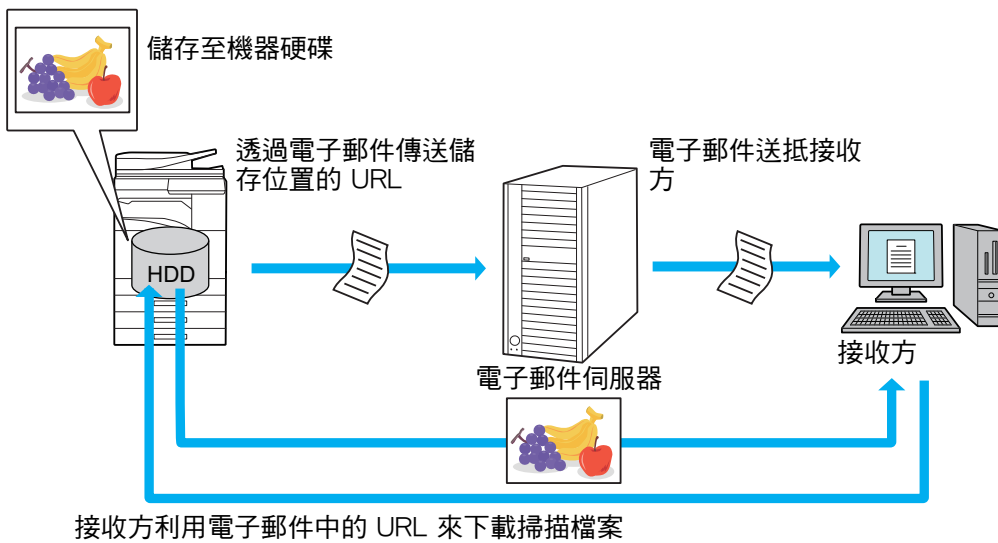 儲存至機器硬碟
透過電子郵件傳送儲
存位置的 URL
電子郵件送抵接收
方
HDD
接收方
電子郵件伺服器
接收方利用電子郵件中的 URL 來下載掃描檔案